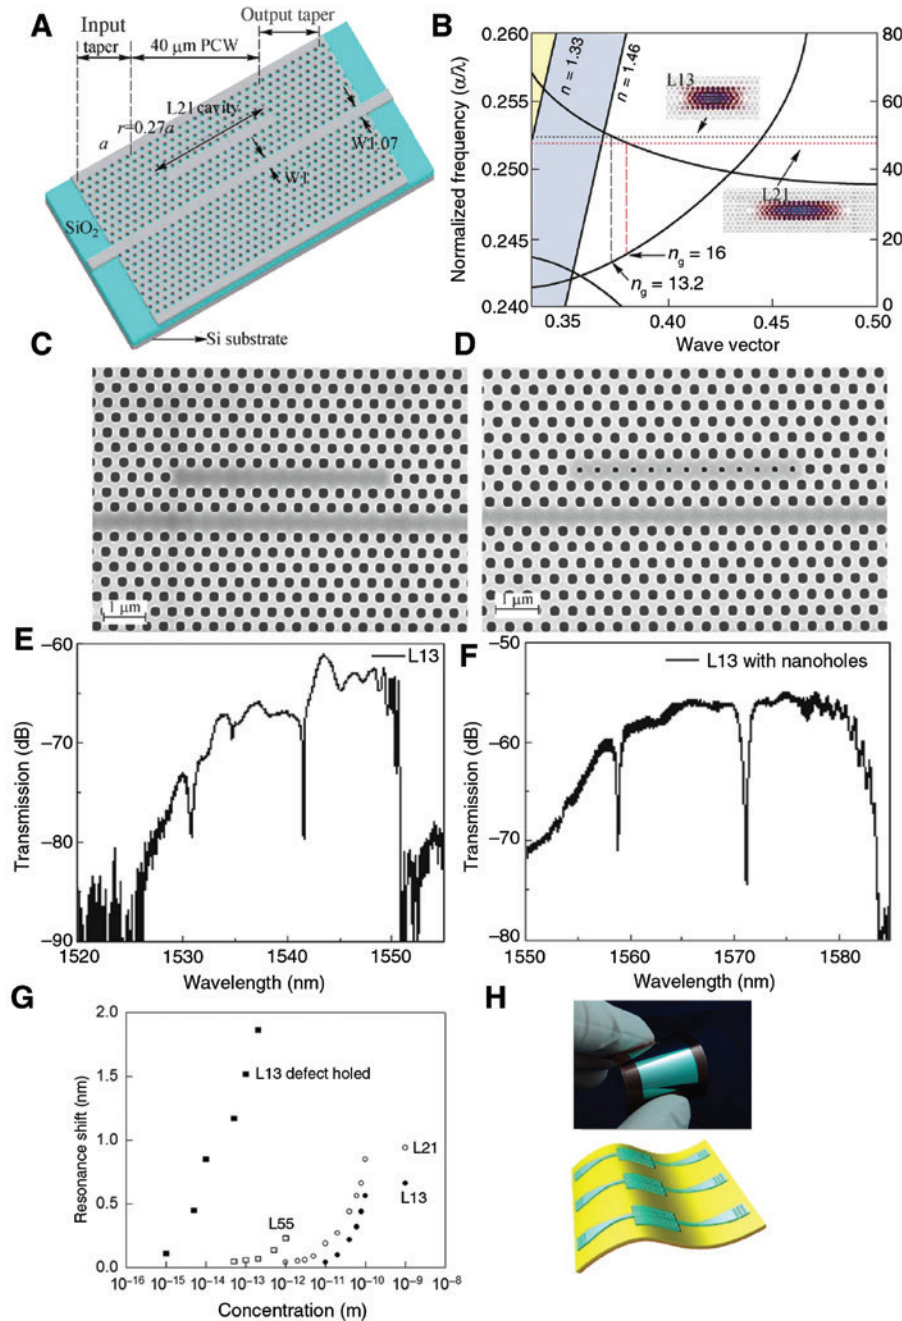 A
Input
taper
40 μm PCW
Output taper
L21 cavity
r=0.27a
a
W1.07
W1
SiO2
Si substrate
B
Normalized frequency (α/λ)
0.260
0.255
0.250
0.245
0.240
n = 1.33
n = 1.46
L13
L21
ng = 16
ng = 13.2
80
60
40
20
0
0.35
0.40
0.45
0.50
Wave vector
C
1 μm
D
1 μm
E
Transmission (dB)
−60
−70
−80
−90
L13
1520
1530
1540
1550
Wavelength (nm)
F
Transmission (dB)
−50
−60
−70
−80
L13 with nanoholes
1550
1560
1570
1580
Wavelength (nm)
G
Resonance shift (nm)
2.0
1.5
1.0
0.5
0.0
L13 defect holed
L55
L21
L13
10−16
10−15
10−14
10−13
10−12
10−11
10−10
10−9
10−8
Concentration (m)
H